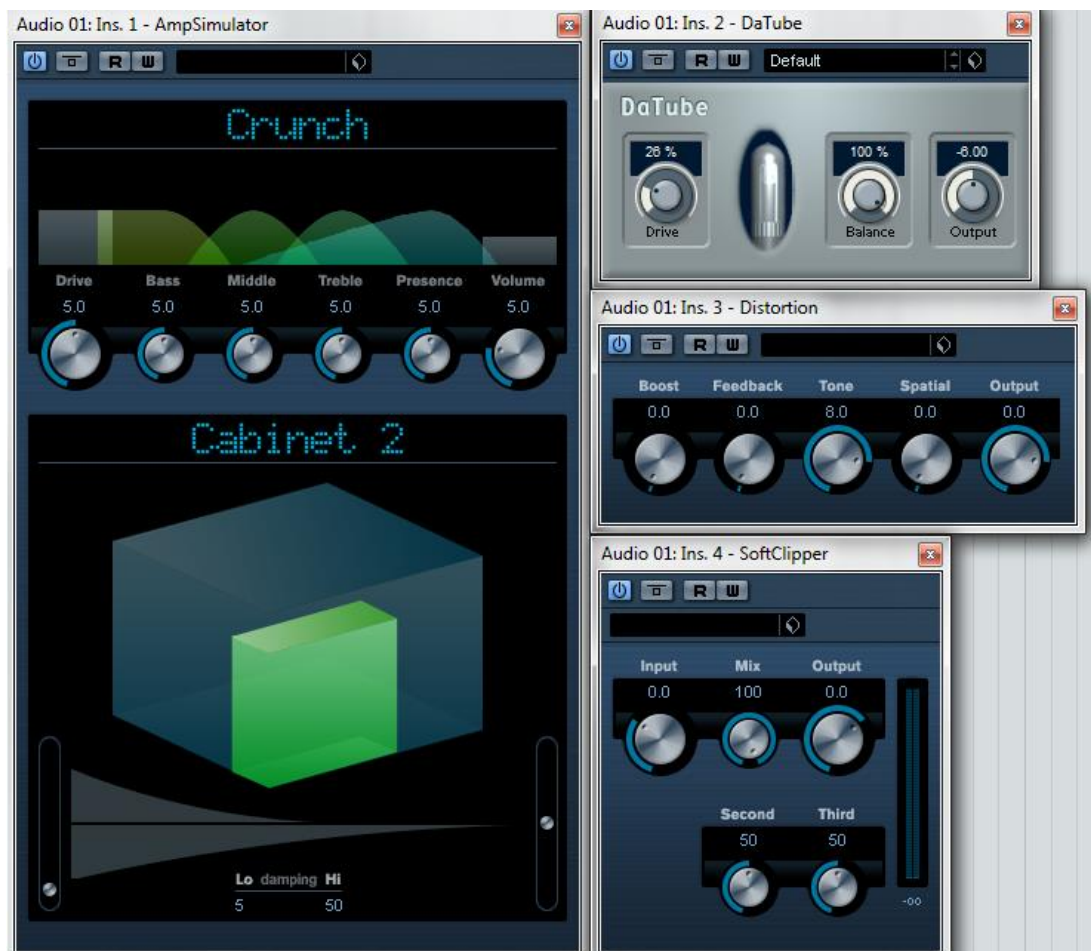 Audio 01: Ins. 1 - AmpSimulator
R W
Crunch
Drive Bass Middle Treble Presence Volume
5.0 5.0 5.0 5.0 5.0 5.0
Cabinet 2
Lo damping Hi
5 50
Audio 01: Ins. 2 - DaTube
R W Default
DaTube
26 % 100 % -6.00
Drive Balance Output
Audio 01: Ins. 3 - Distortion
R W
Boost Feedback Tone Spatial Output
0.0 0.0 8.0 0.0 0.0
Audio 01: Ins. 4 - SoftClipper
R W
Input Mix Output
0.0 100 0.0
Second Third
50 50
-oo